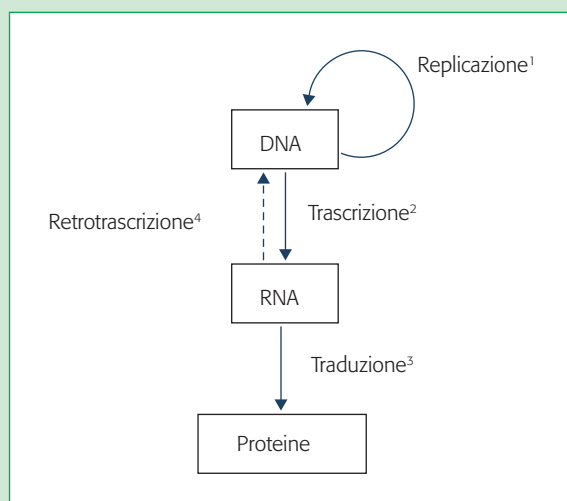 Replicazione¹
DNA
Retrotrascrizione⁴
Trascrizione²
RNA
Traduzione³
Proteine